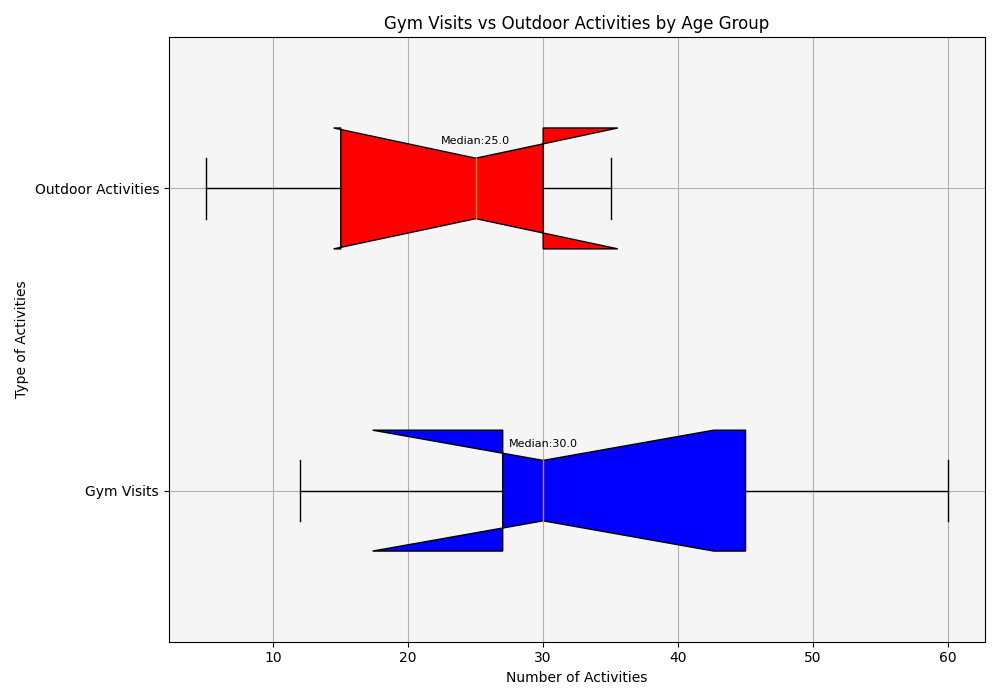 Gym Visits vs Outdoor Activities by Age Group
Type of Activities
Outdoor Activities
Median:25.0
Gym Visits
Median:30.0
10 20 30 40 50 60
Number of Activities